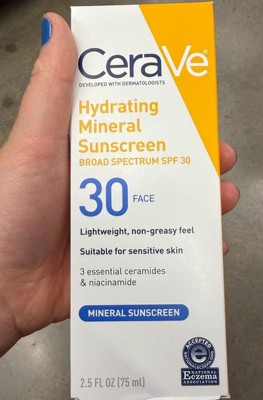 CeraVe
DEVELOPED WITH DERMATOLOGISTS
Hydrating
Mineral
Sunscreen
BROAD SPECTRUM SPF 30
30 FACE
Lightweight, non-greasy feel
Suitable for sensitive skin
3 essential ceramides
& niacinamide
MINERAL SUNSCREEN
2.5 FL OZ (75 ml)
ACCEPTED
e
NATIONAL
Eczema
ASSOCIATION